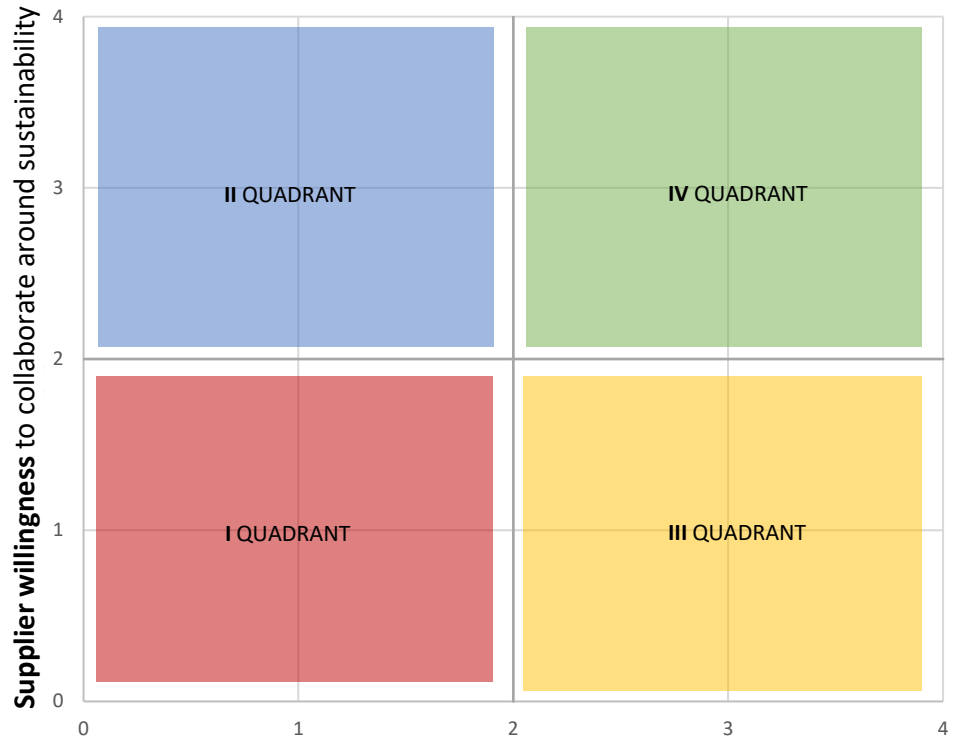 Supplier willingness to collaborate around sustainability
4
3
2
1
0
II QUADRANT
IV QUADRANT
I QUADRANT
III QUADRANT
0 1 2 3 4